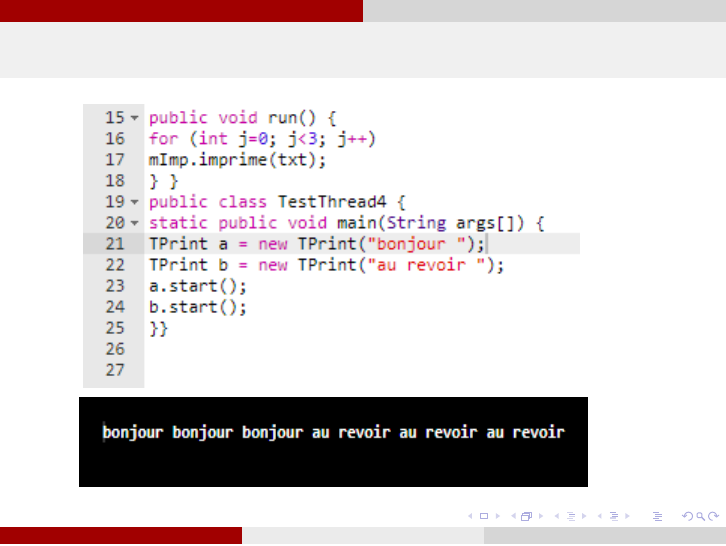 15 public void run() {
16 for (int j=0; j<3; j++)
17 mImp.imprime(txt);
18 } }
19 public class TestThread4 {
20 static public void main(String args[]) {
21 TPrint a = new TPrint("bonjour ");
22 TPrint b = new TPrint("au revoir ");
23 a.start();
24 b.start();
25 }}
26
27
bonjour bonjour bonjour au revoir au revoir au revoir